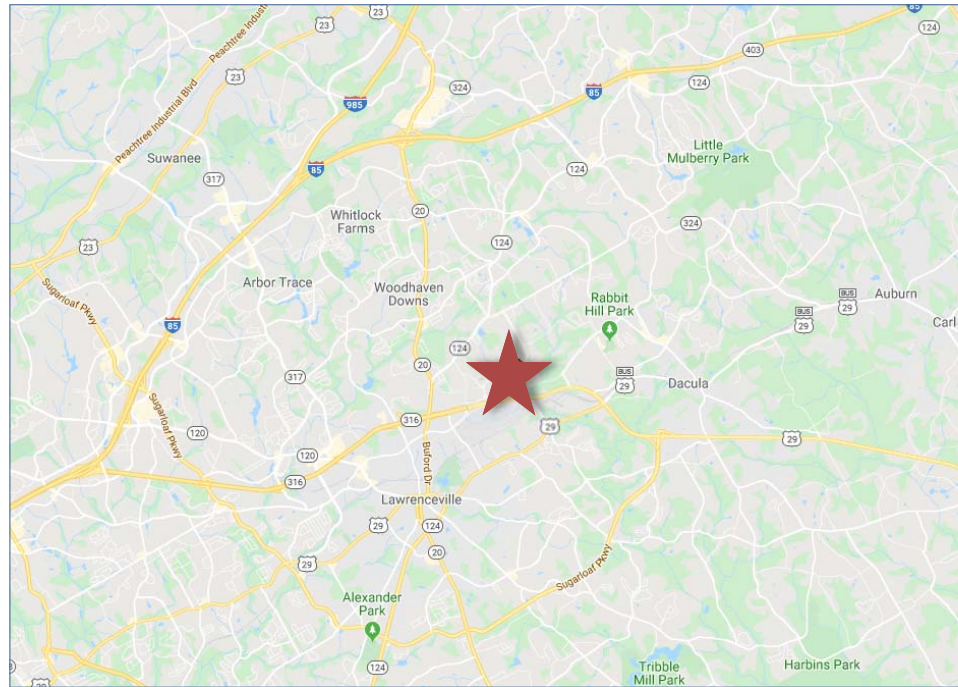 23
85
124
Peachtree Industrial Blvd
403
23
324
124
85
985
Peachtree Industrial Blvd
Suwanee
85
317
Little
Mulberry Park
124
Whitlock
Farms
20
324
124
23
Arbor Trace
Woodhaven
Downs
Rabbit
Hill Park
BUS
29
Auburn
Sugarloaf Pkwy
85
BUS
29
Carl
124
20
BUS
29
Dacula
317
316
29
29
Sugarloaf Pkwy
120
120
Buford Dr
316
Lawrenceville
29
124
20
29
Sugarloaf Pkwy
Alexander
Park
124
Tribble
Mill Park
Harbins Park